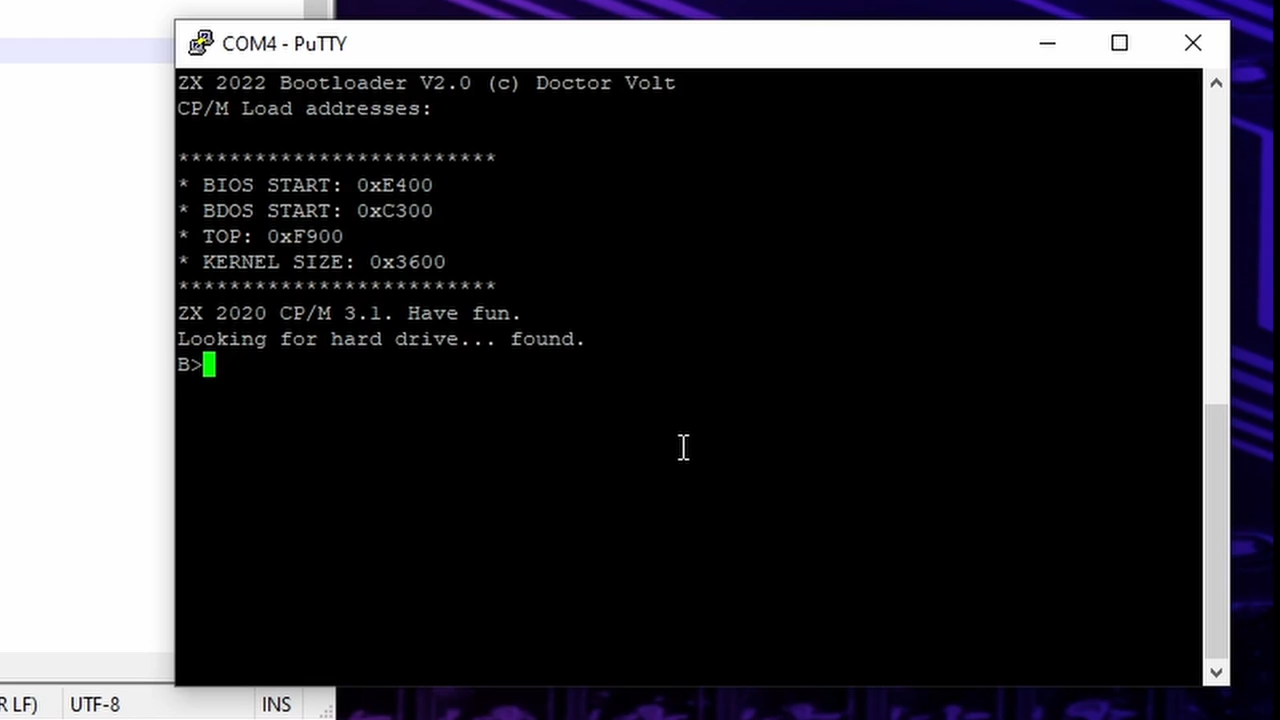 COM4 - PuTTY
ZX 2022 Bootloader V2.0 (c) Doctor Volt
CP/M Load addresses:
*************************
* BIOS START: 0xE400
* BDOS START: 0xC300
* TOP: 0xF900
* KERNEL SIZE: 0x3600
*************************
ZX 2020 CP/M 3.1. Have fun.
Looking for hard drive... found.
B>
R LF) UTF-8 INS